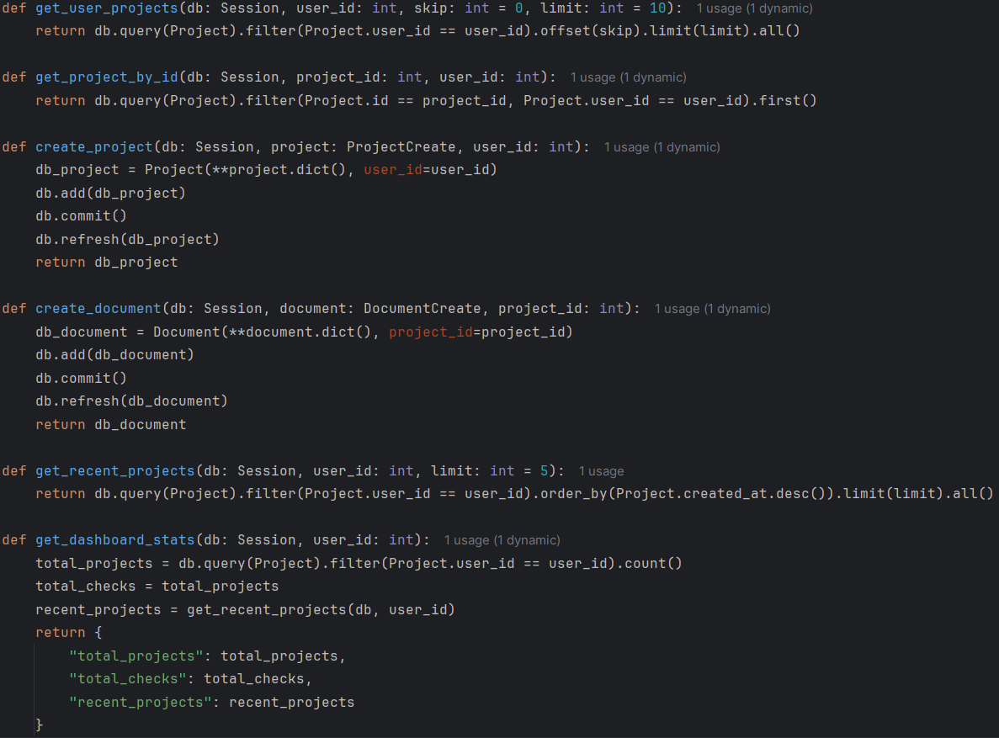 def get_user_projects(db: Session, user_id: int, skip: int = 0, limit: int = 10): 1 usage (1 dynamic)
    return db.query(Project).filter(Project.user_id == user_id).offset(skip).limit(limit).all()

def get_project_by_id(db: Session, project_id: int, user_id: int): 1 usage (1 dynamic)
    return db.query(Project).filter(Project.id == project_id, Project.user_id == user_id).first()

def create_project(db: Session, project: ProjectCreate, user_id: int): 1 usage (1 dynamic)
    db_project = Project(**project.dict(), user_id=user_id)
    db.add(db_project)
    db.commit()
    db.refresh(db_project)
    return db_project

def create_document(db: Session, document: DocumentCreate, project_id: int): 1 usage (1 dynamic)
    db_document = Document(**document.dict(), project_id=project_id)
    db.add(db_document)
    db.commit()
    db.refresh(db_document)
    return db_document

def get_recent_projects(db: Session, user_id: int, limit: int = 5): 1 usage
    return db.query(Project).filter(Project.user_id == user_id).order_by(Project.created_at.desc()).limit(limit).all()

def get_dashboard_stats(db: Session, user_id: int): 1 usage (1 dynamic)
    total_projects = db.query(Project).filter(Project.user_id == user_id).count()
    total_checks = total_projects
    recent_projects = get_recent_projects(db, user_id)
    return {
        "total_projects": total_projects,
        "total_checks": total_checks,
        "recent_projects": recent_projects
    }